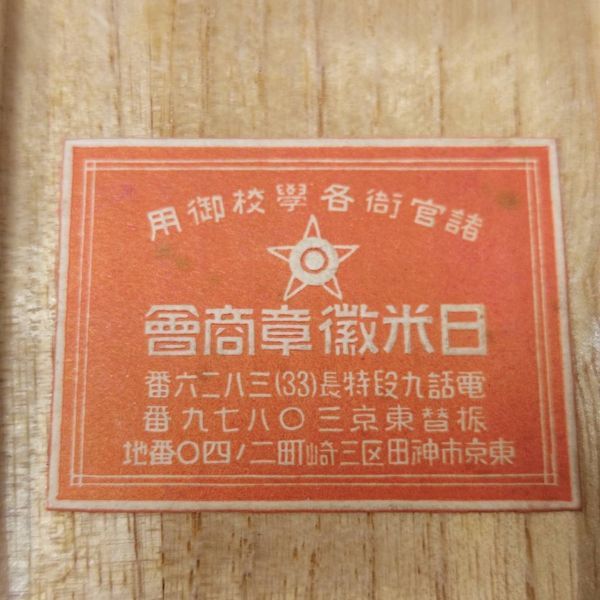 諸官衙各學校御用
日米徽章商會
電話九段特長(33)三八二六番
振替東京三〇八七九番
東京市神田区三崎町二ノ四〇番地